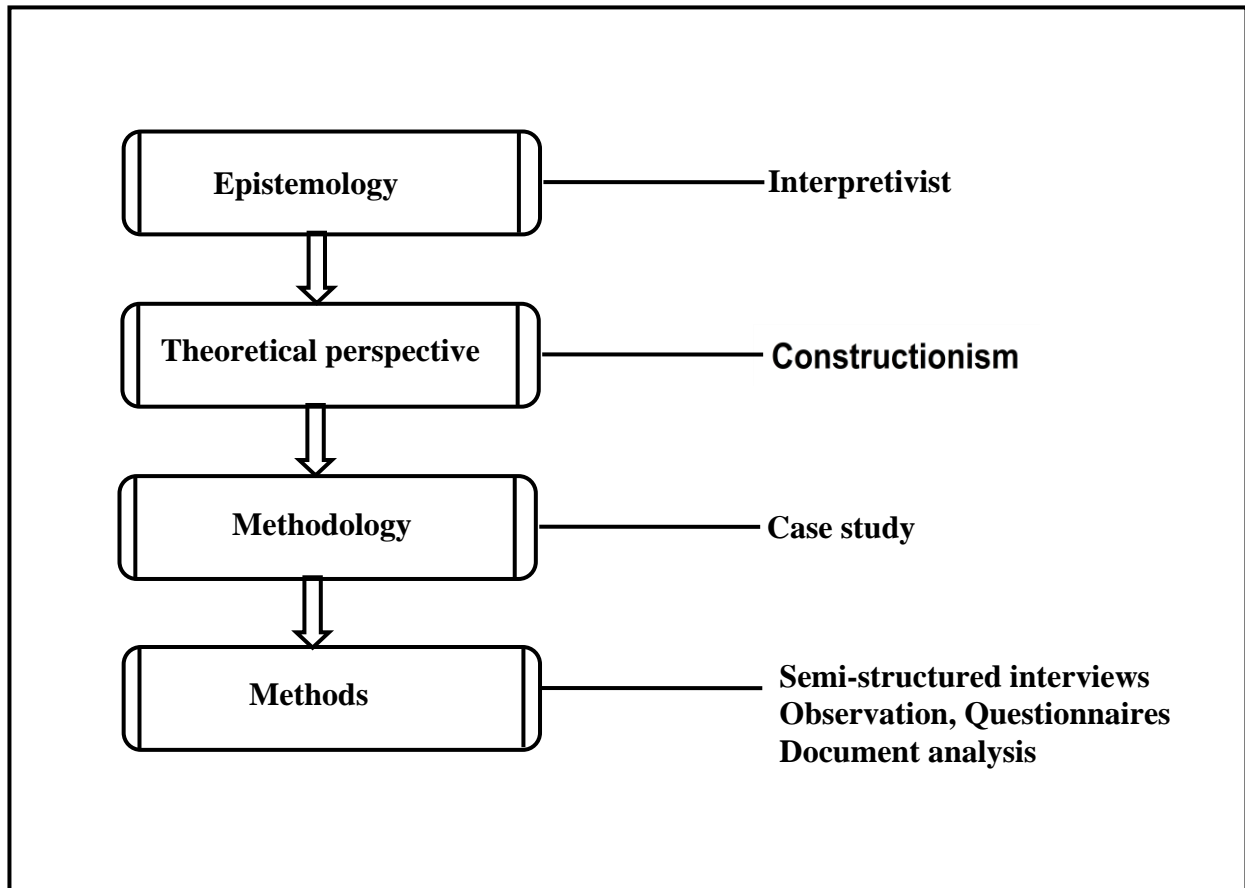 Epistemology
Interpretivist
Theoretical perspective
Constructionism
Methodology
Case study
Methods
Semi-structured interviews
Observation, Questionnaires
Document analysis